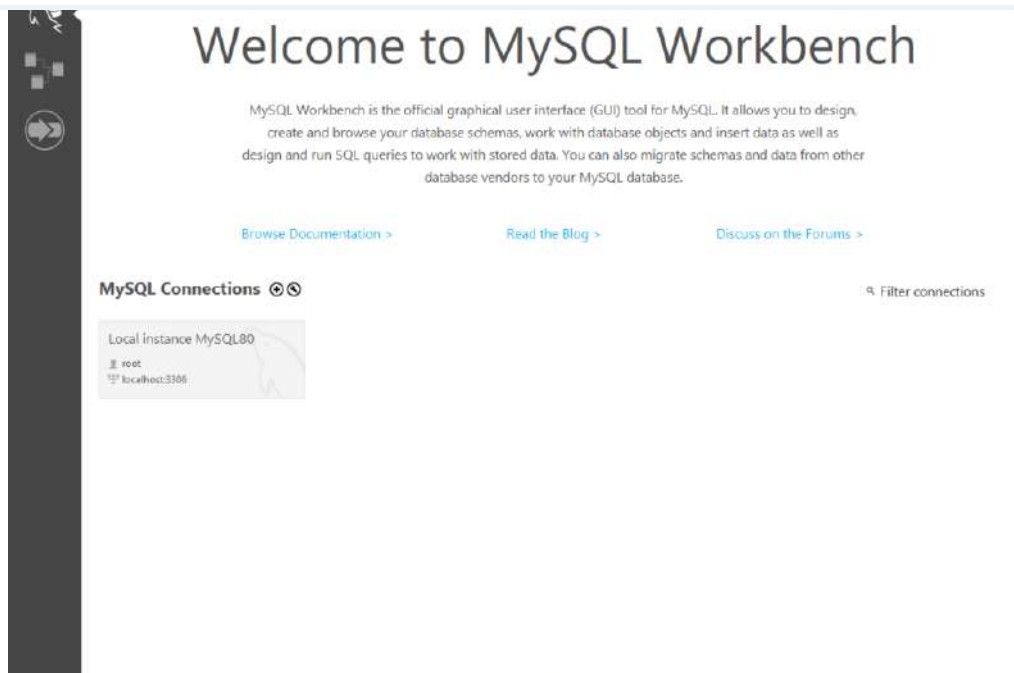 Welcome to MySQL Workbench
MySQL Workbench is the official graphical user interface (GUI) tool for MySQL. It allows you to design,
create and browse your database schemas, work with database objects and insert data as well as
design and run SQL queries to work with stored data. You can also migrate schemas and data from other
database vendors to your MySQL database.
Browse Documentation > Read the Blog > Discuss on the Forums >
MySQL Connections Filter connections
Local instance MySQL80
root
localhost:3306